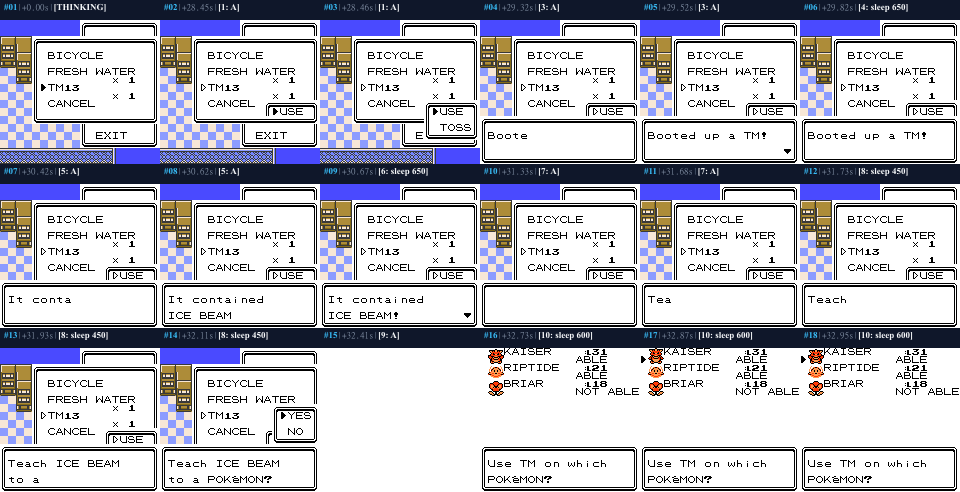 #01|+0.00s|[THINKING]
BICYCLE
FRESH WATER
× 1
▶TM13
× 1
CANCEL
EXIT
#02|+28.45s|[1: A]
BICYCLE
FRESH WATER
× 1
▷TM13
× 1
CANCEL
▶USE
EXIT
#03|+28.46s|[1: A]
BICYCLE
FRESH WATER
× 1
▷TM13
× 1
CANCEL
▶USE
TOSS
E
#04|+29.32s|[3: A]
BICYCLE
FRESH WATER
× 1
▷TM13
× 1
CANCEL
▷USE
Boote
#05|+29.52s|[3: A]
BICYCLE
FRESH WATER
× 1
▷TM13
× 1
CANCEL
▷USE
Booted up a TM!
#06|+29.82s|[4: sleep 650]
BICYCLE
FRESH WATER
× 1
▷TM13
× 1
CANCEL
▷USE
Booted up a TM!
#07|+30.42s|[5: A]
BICYCLE
FRESH WATER
× 1
▷TM13
× 1
CANCEL
▷USE
It conta
#08|+30.62s|[5: A]
BICYCLE
FRESH WATER
× 1
▷TM13
× 1
CANCEL
▷USE
It contained
ICE BEAM
#09|+30.67s|[6: sleep 650]
BICYCLE
FRESH WATER
× 1
▷TM13
× 1
CANCEL
▷USE
It contained
ICE BEAM!
#10|+31.33s|[7: A]
BICYCLE
FRESH WATER
× 1
▷TM13
× 1
CANCEL
▷USE
#11|+31.68s|[7: A]
BICYCLE
FRESH WATER
× 1
▷TM13
× 1
CANCEL
▷USE
Tea
#12|+31.73s|[8: sleep 450]
BICYCLE
FRESH WATER
× 1
▷TM13
× 1
CANCEL
▷USE
Teach
#13|+31.93s|[8: sleep 450]
BICYCLE
FRESH WATER
× 1
▷TM13
× 1
CANCEL
▷USE
Teach ICE BEAM
to a
#14|+32.11s|[8: sleep 450]
BICYCLE
FRESH WATER
▷TM13
▶YES
CANCEL
NO
Teach ICE BEAM
to a POKéMON?
#15|+32.41s|[9: A]
#16|+32.73s|[10: sleep 600]
KAISER :L31
ABLE
RIPTIDE :L21
ABLE
BRIAR :L18
NOT ABLE
Use TM on which
POKéMON?
#17|+32.87s|[10: sleep 600]
KAISER :L31
ABLE
RIPTIDE :L21
ABLE
BRIAR :L18
NOT ABLE
Use TM on which
POKéMON?
#18|+32.95s|[10: sleep 600]
KAISER :L31
ABLE
RIPTIDE :L21
ABLE
BRIAR :L18
NOT ABLE
Use TM on which
POKéMON?